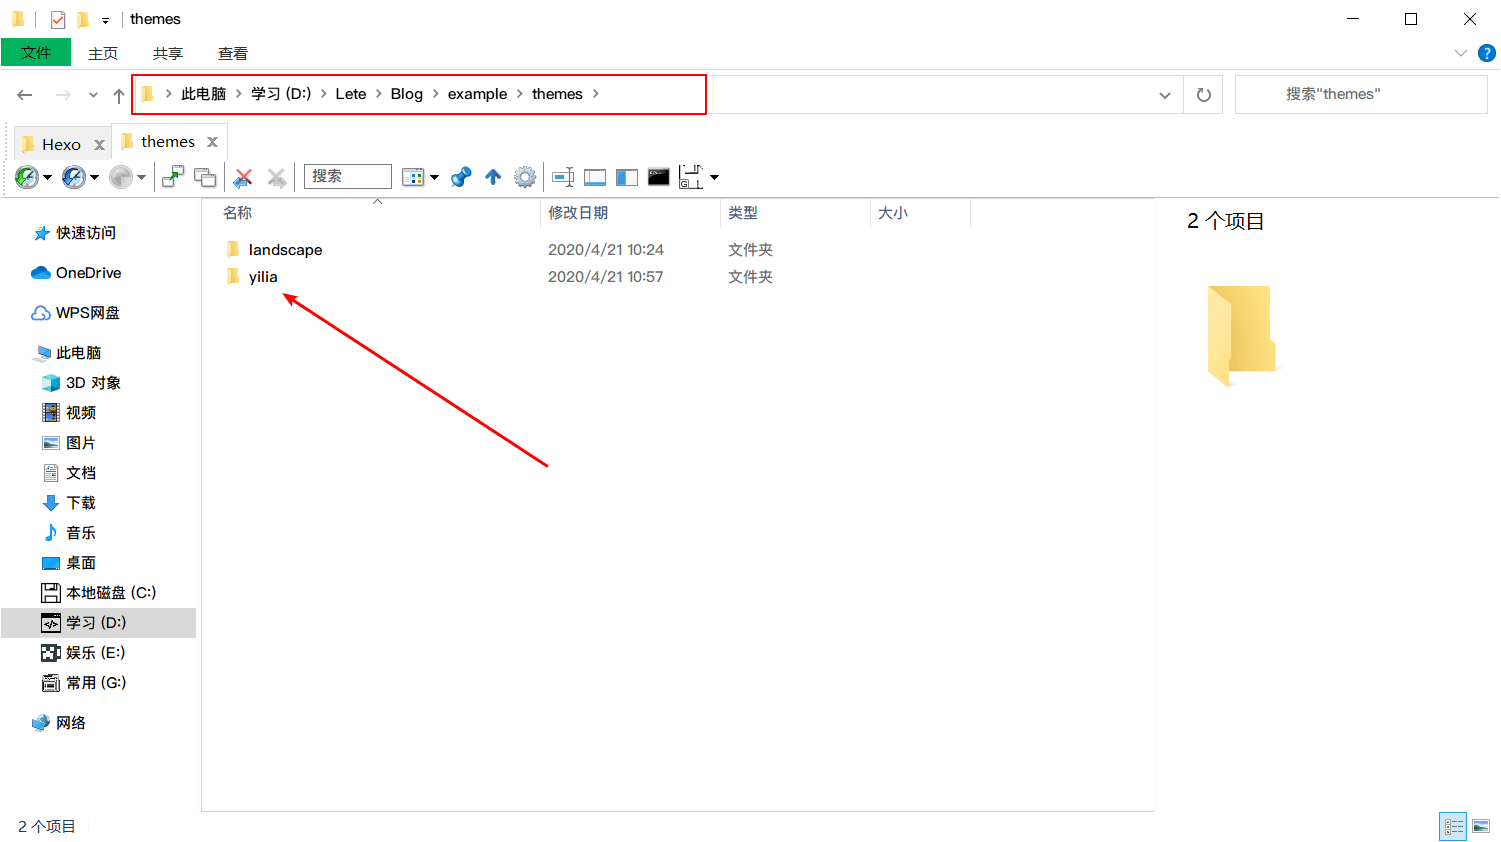 themes
文件 主页 共享 查看
此电脑 学习 (D:) Lete Blog example themes
搜索"themes"
Hexo themes
搜索
名称 修改日期 类型 大小
landscape 2020/4/21 10:24 文件夹
yilia 2020/4/21 10:57 文件夹
快速访问
OneDrive
WPS网盘
此电脑
3D 对象
视频
图片
文档
下载
音乐
桌面
本地磁盘 (C:)
学习 (D:)
娱乐 (E:)
常用 (G:)
网络
2 个项目
2 个项目